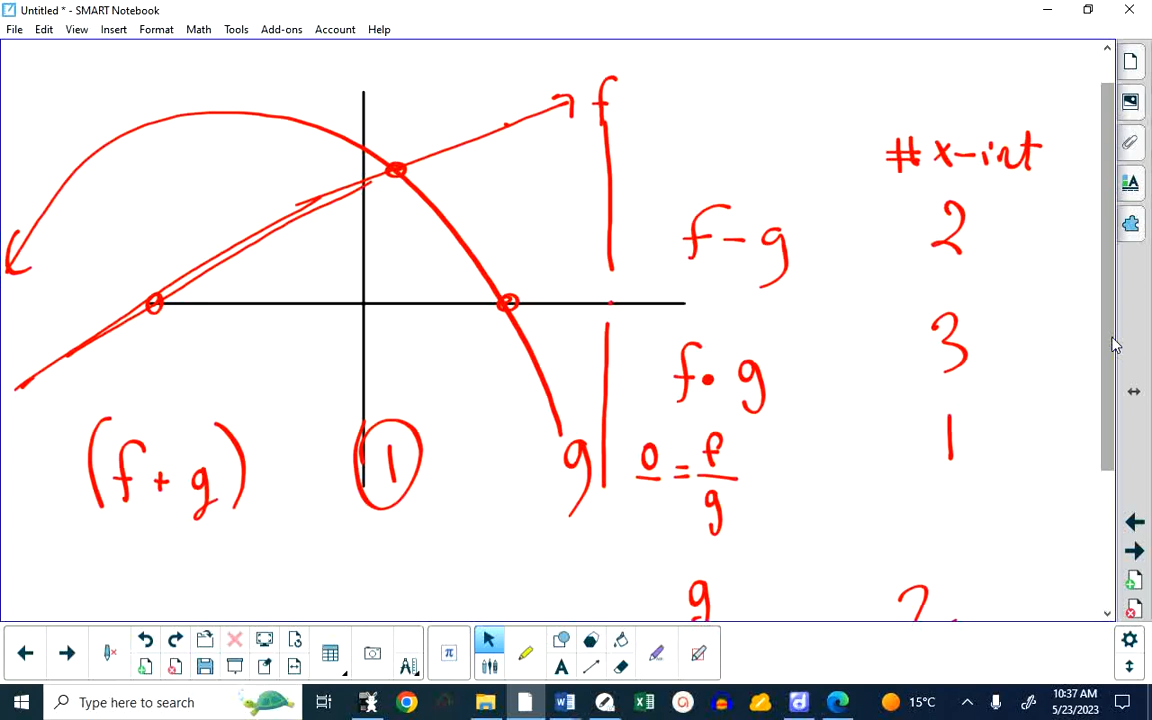 Untitled * - SMART Notebook
File Edit View Insert Format Math Tools Add-ons Account Help
f
# x-int
f - g 2
f • g 3
0 = f/g 1
(f + g) 1 g
g 2
π
A
Type here to search
15°C
10:37 AM
5/23/2023